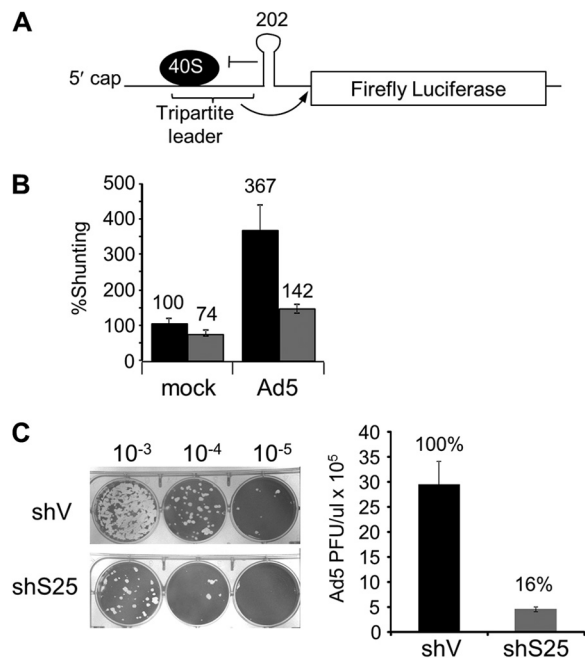 A
202
40S
5′ cap
Firefly Luciferase
Tripartite
leader
B
%Shunting
500
400
300
200
100
0
100
74
367
142
mock
Ad5
C
10-3
10-4
10-5
shV
shS25
Ad5 PFU/ul x 10^5
40
35
30
25
20
15
10
5
0
100%
16%
shV
shS25